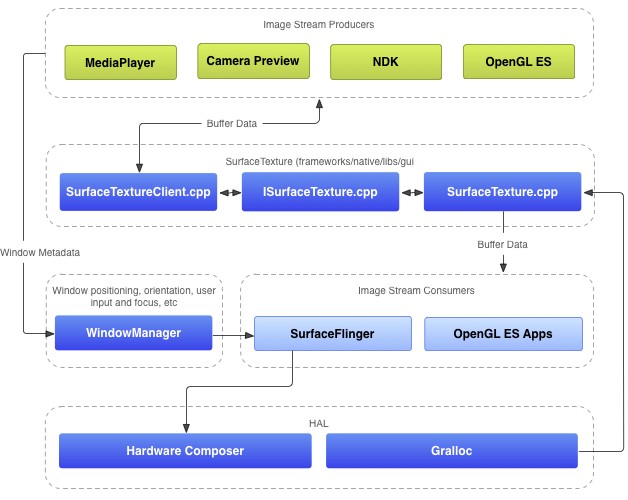 Image Stream Producers
MediaPlayer
Camera Preview
NDK
OpenGL ES
Buffer Data
SurfaceTexture (frameworks/native/libs/gui
SurfaceTextureClient.cpp
ISurfaceTexture.cpp
SurfaceTexture.cpp
Buffer Data
Window Metadata
Window positioning, orientation, user
input and focus, etc
WindowManager
Image Stream Consumers
SurfaceFlinger
OpenGL ES Apps
HAL
Hardware Composer
Gralloc